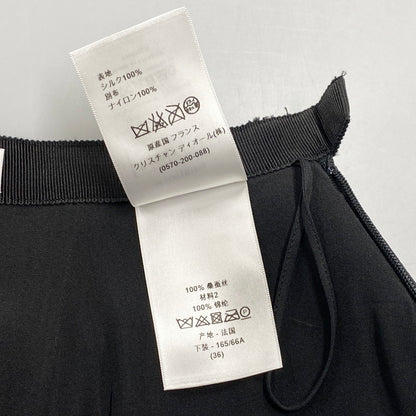 表地
シルク100%
別布
ナイロン100%
原産国 フランス
クリスチャン ディオール(株)
(0570-200-088)
100% 桑蚕丝
材料2
100% 锦纶
产地 - 法国
下装 - 165/66A
(36)